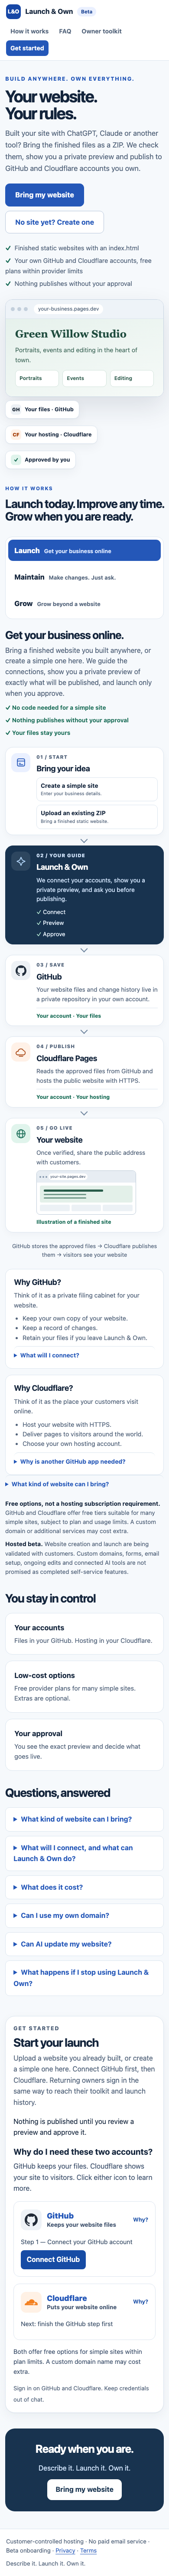 L&O Launch & Own Beta
How it works FAQ Owner toolkit
Get started
BUILD ANYWHERE. OWN EVERYTHING.
Your website.
Your rules.
Built your site with ChatGPT, Claude or another
tool? Bring the finished files as a ZIP. We check
them, show you a private preview and publish to
GitHub and Cloudflare accounts you own.
Bring my website
No site yet? Create one
✓ Finished static websites with an index.html
✓ Your own GitHub and Cloudflare accounts, free
plans within provider limits
✓ Nothing publishes without your approval
your-business.pages.dev
Green Willow Studio
Portraits, events and editing in the heart of
town.
Portraits Events Editing
GH Your files · GitHub
CF Your hosting · Cloudflare
✓ Approved by you
HOW IT WORKS
Launch today. Improve any time.
Grow when you are ready.
Launch Get your business online
Maintain Make changes. Just ask.
Grow Grow beyond a website
Get your business online.
Bring a finished website you built anywhere, or
create a simple one here. We guide the
connections, show you a private preview of
exactly what will be published, and launch only
when you approve.
✓ No code needed for a simple site
✓ Nothing publishes without your approval
✓ Your files stay yours
01 / START
Bring your idea
Create a simple site
Enter your business details.
Upload an existing ZIP
Bring a finished static website.
02 / YOUR GUIDE
Launch & Own
We connect your accounts, show you a
private preview, and ask you before
publishing.
✓ Connect
✓ Preview
✓ Approve
03 / SAVE
GitHub
Your website files and change history live in
a private repository in your own account.
Your account · Your files
04 / PUBLISH
Cloudflare Pages
Reads the approved files from GitHub and
hosts the public website with HTTPS.
Your account · Your hosting
05 / GO LIVE
Your website
Once verified, share the public address
with customers.
your-site.pages.dev
Illustration of a finished site
GitHub stores the approved files → Cloudflare publishes
them → visitors see your website
Why GitHub?
Think of it as a private filing cabinet for your
website.
• Keep your own copy of your website.
• Keep a record of changes.
• Retain your files if you leave Launch & Own.
▶ What will I connect?
Why Cloudflare?
Think of it as the place your customers visit
online.
• Host your website with HTTPS.
• Deliver pages to visitors around the world.
• Choose your own hosting account.
▶ Why is another GitHub app needed?
▶ What kind of website can I bring?
Free options, not a hosting subscription requirement.
GitHub and Cloudflare offer free tiers suitable for many
simple sites, subject to plan and usage limits. A custom
domain or additional services may cost extra.
Hosted beta. Website creation and launch are being
validated with customers. Custom domains, forms, email
setup, ongoing edits and connected AI tools are not
promised as completed self-service features.
You stay in control
Your accounts
Files in your GitHub. Hosting in your Cloudflare.
Low-cost options
Free provider plans for many simple sites.
Extras are optional.
Your approval
You see the exact preview and decide what
goes live.
Questions, answered
▶ What kind of website can I bring?
▶ What will I connect, and what can
Launch & Own do?
▶ What does it cost?
▶ Can I use my own domain?
▶ Can AI update my website?
▶ What happens if I stop using Launch &
Own?
GET STARTED
Start your launch
Upload a website you already built, or create
a simple one here. Connect GitHub first, then
Cloudflare. Returning owners sign in the
same way to reach their toolkit and launch
history.
Nothing is published until you review a
preview and approve it.
Why do I need these two accounts?
GitHub keeps your files. Cloudflare shows
your site to visitors. Click either icon to learn
more.
GitHub
Keeps your website files
Why?
Step 1 — Connect your GitHub account
Connect GitHub
Cloudflare
Puts your website online
Why?
Next: finish the GitHub step first
Both offer free options for simple sites within
plan limits. A custom domain name may cost
extra.
Sign in on GitHub and Cloudflare. Keep credentials
out of chat.
Ready when you are.
Describe it. Launch it. Own it.
Bring my website
Customer-controlled hosting · No paid email service ·
Beta onboarding · Privacy · Terms
Describe it. Launch it. Own it.